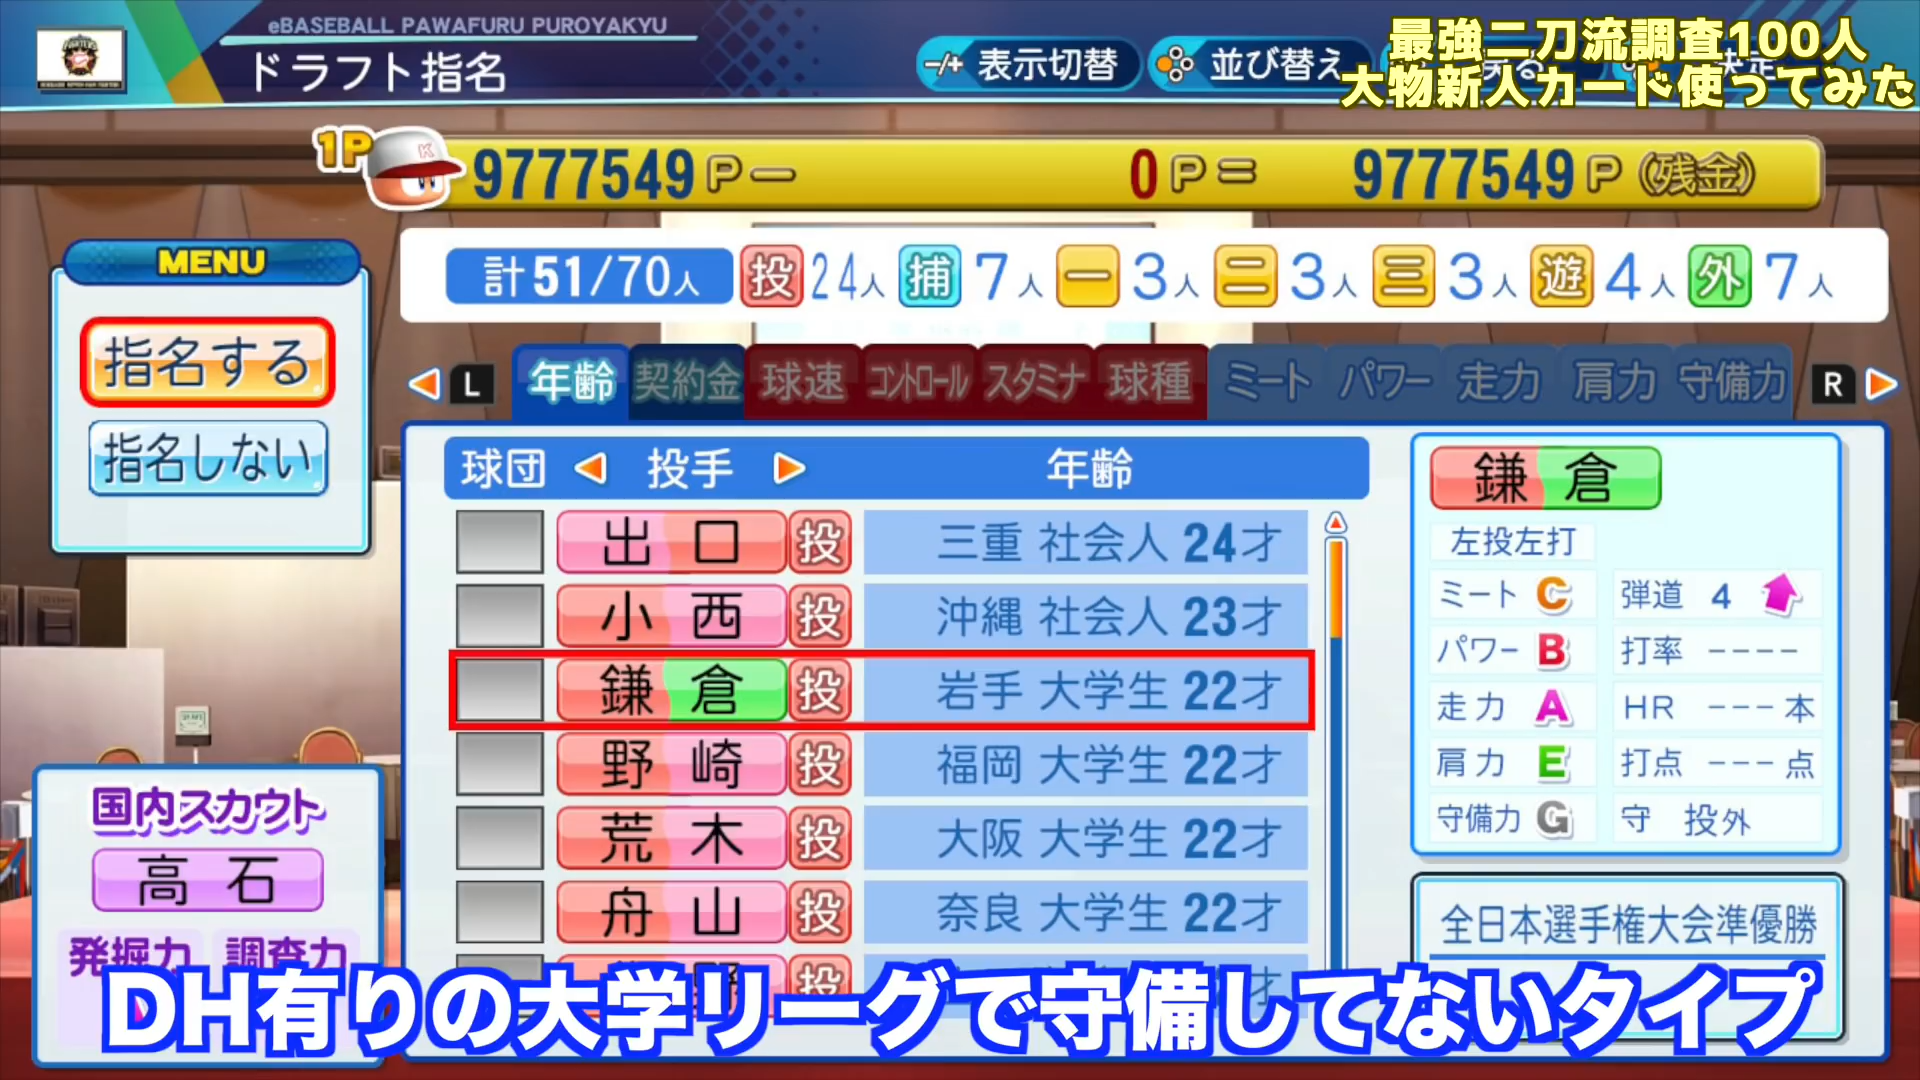 eBASEBALL PAWAFURU PUROYAKYU
ドラフト指名
-/+ 表示切替
並び替え
最強二刀流調査100人
大物新人カード使ってみた
1P 9777549P － 0P ＝ 9777549P (残金)
MENU
指名する
指名しない
計51/70人 投24人 捕7人 一3人 二3人 三3人 遊4人 外7人
L 年齢 契約金 球速 コントロール スタミナ 球種 ミート パワー 走力 肩力 守備力 R
球団 投手 年齢
出口 投 三重 社会人 24才
小西 投 沖縄 社会人 23才
鎌倉 投 岩手 大学生 22才
野崎 投 福岡 大学生 22才
荒木 投 大阪 大学生 22才
舟山 投 奈良 大学生 22才
野 投 才
鎌倉
左投左打
ミート C 弾道 4
パワー B 打率 ----
走力 A HR ---本
肩力 E 打点 ---点
守備力 G 守 投外
全日本選手権大会準優勝
国内スカウト
高石
発掘力 調査力
DH有りの大学リーグで守備してないタイプ